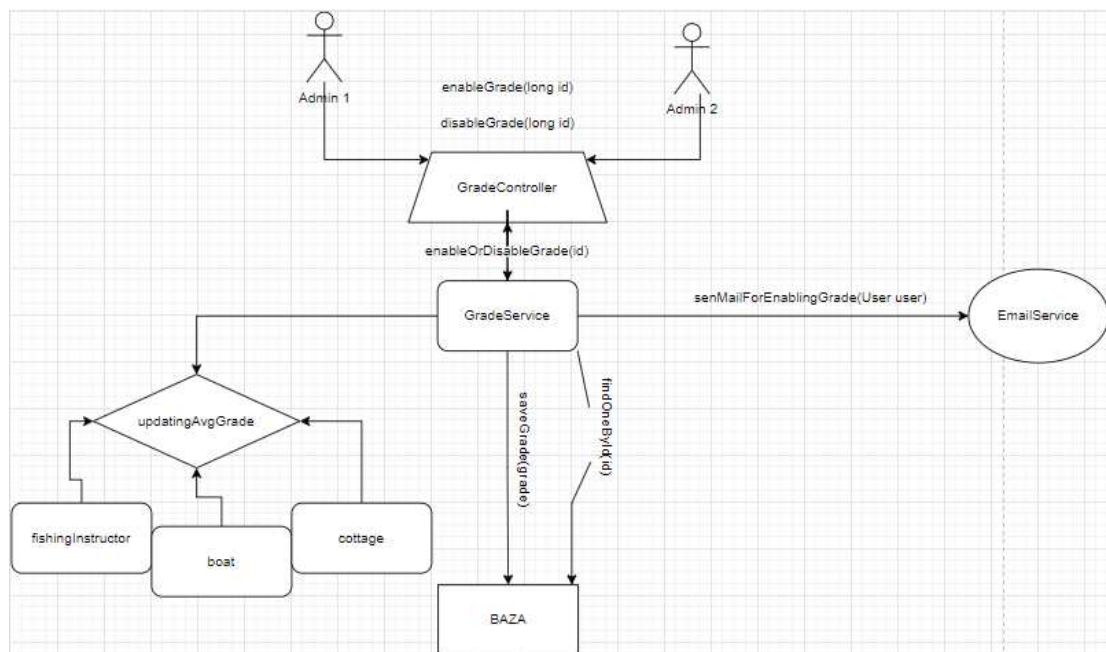 Admin 1
enableGrade(long id)
Admin 2
disableGrade(long id)
GradeController
enableOrDisableGrade(id)
senMailForEnablingGrade(User user)
GradeService
EmailService
updatingAvgGrade
saveGrade(grade)
findOneById(id)
fishingInstructor
boat
cottage
BAZA